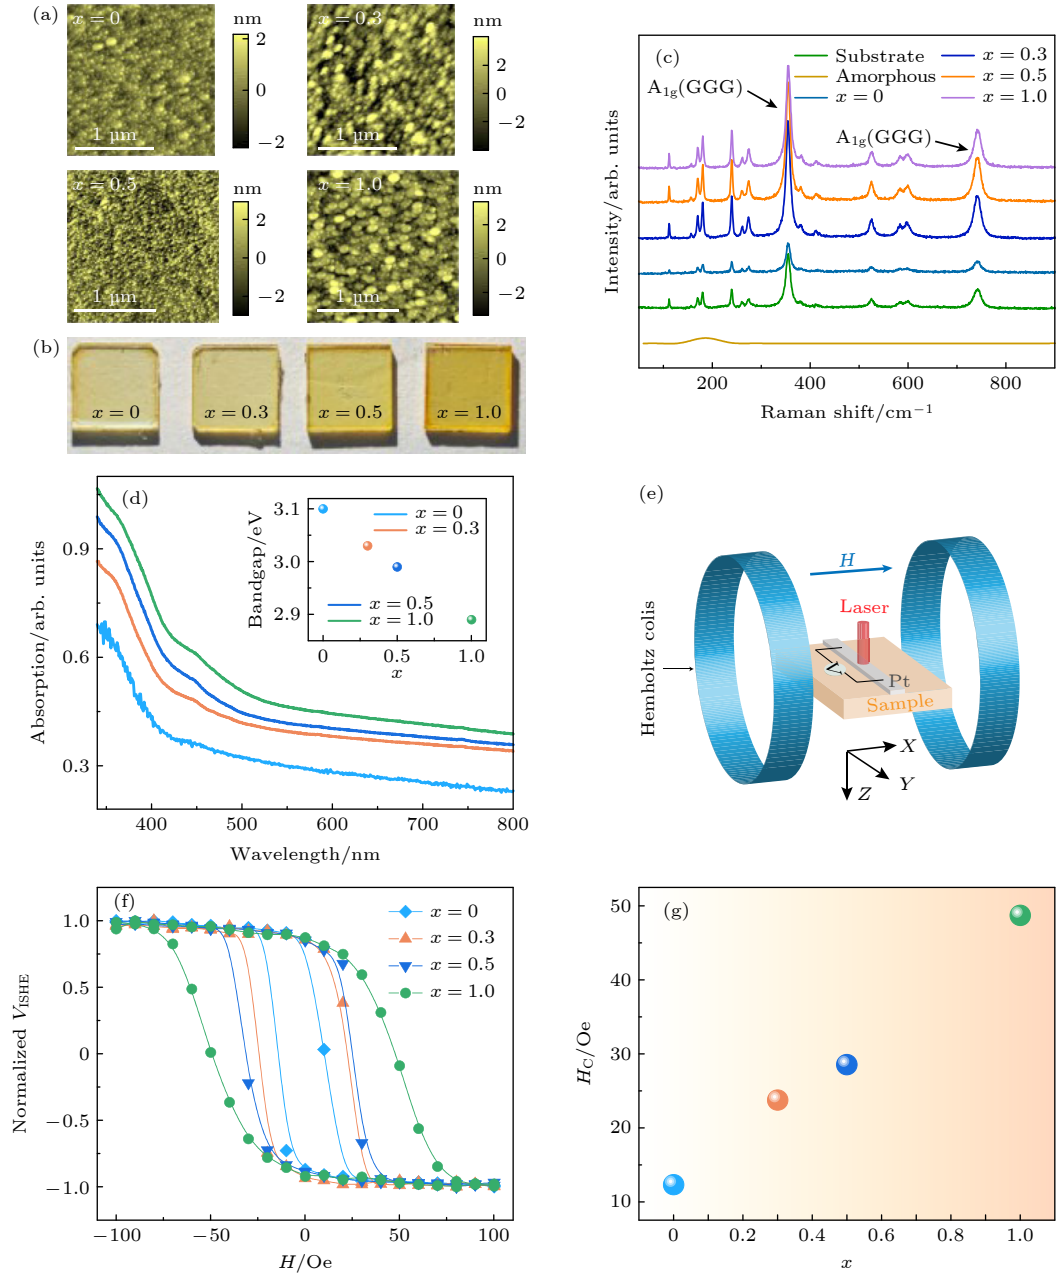 (a)
x = 0
nm
2
0
−2
1 μm
x = 0.3
nm
2
0
−2
1 μm
x = 0.5
nm
2
0
−2
1 μm
x = 1.0
nm
2
0
−2
1 μm
(b)
x = 0
x = 0.3
x = 0.5
x = 1.0
(c)
Substrate
Amorphous
x = 0
x = 0.3
x = 0.5
x = 1.0
A1g(GGG)
A1g(GGG)
Intensity/arb. units
200
400
600
800
Raman shift/cm−1
(d)
Absorption/arb. units
0.9
0.6
0.3
400
500
600
700
800
Wavelength/nm
Bandgap/eV
3.1
3.0
2.9
0
0.5
1.0
x
x = 0
x = 0.3
x = 0.5
x = 1.0
(e)
Hemholtz colis
H
Laser
Pt
Sample
X
Y
Z
(f)
Normalized VISHE
1.0
0.5
0
−0.5
−1.0
−100
−50
0
50
100
H/Oe
x = 0
x = 0.3
x = 0.5
x = 1.0
(g)
HC/Oe
50
40
30
20
10
0
0.2
0.4
0.6
0.8
1.0
x